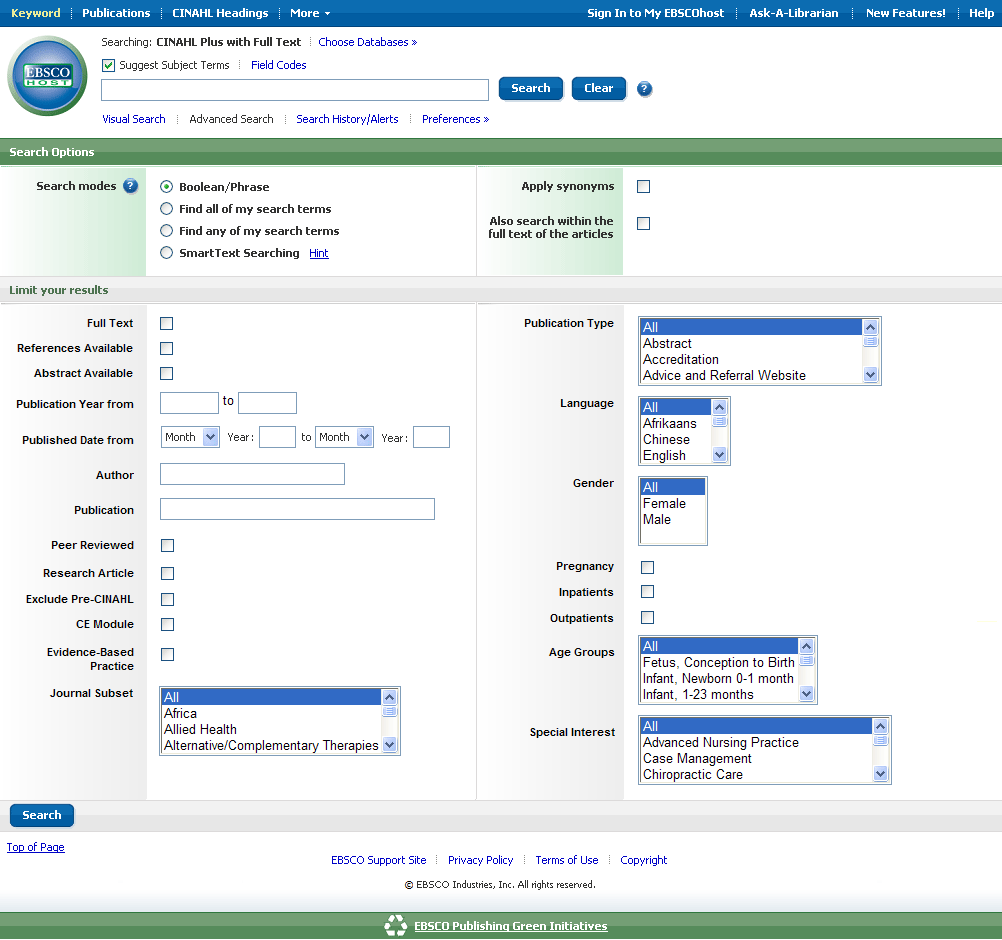 Keyword Publications CINAHL Headings More Sign In to My EBSCOhost Ask-A-Librarian New Features! Help
Searching: CINAHL Plus with Full Text Choose Databases »
EBSCO
HOST
Suggest Subject Terms Field Codes
Search Clear ?
Visual Search Advanced Search Search History/Alerts Preferences »
Search Options
Search modes ?
Boolean/Phrase
Find all of my search terms
Find any of my search terms
SmartText Searching Hint
Apply synonyms
Also search within the
full text of the articles
Limit your results
Full Text
References Available
Abstract Available
Publication Year from to
Published Date from Month Year: to Month Year:
Author
Publication
Peer Reviewed
Research Article
Exclude Pre-CINAHL
CE Module
Evidence-Based
Practice
Journal Subset
All
Africa
Allied Health
Alternative/Complementary Therapies
Publication Type
All
Abstract
Accreditation
Advice and Referral Website
Language
All
Afrikaans
Chinese
English
Gender
All
Female
Male
Pregnancy
Inpatients
Outpatients
Age Groups
All
Fetus, Conception to Birth
Infant, Newborn 0-1 month
Infant, 1-23 months
Special Interest
All
Advanced Nursing Practice
Case Management
Chiropractic Care
Search
Top of Page
EBSCO Support Site Privacy Policy Terms of Use Copyright
© EBSCO Industries, Inc. All rights reserved.
EBSCO Publishing Green Initiatives